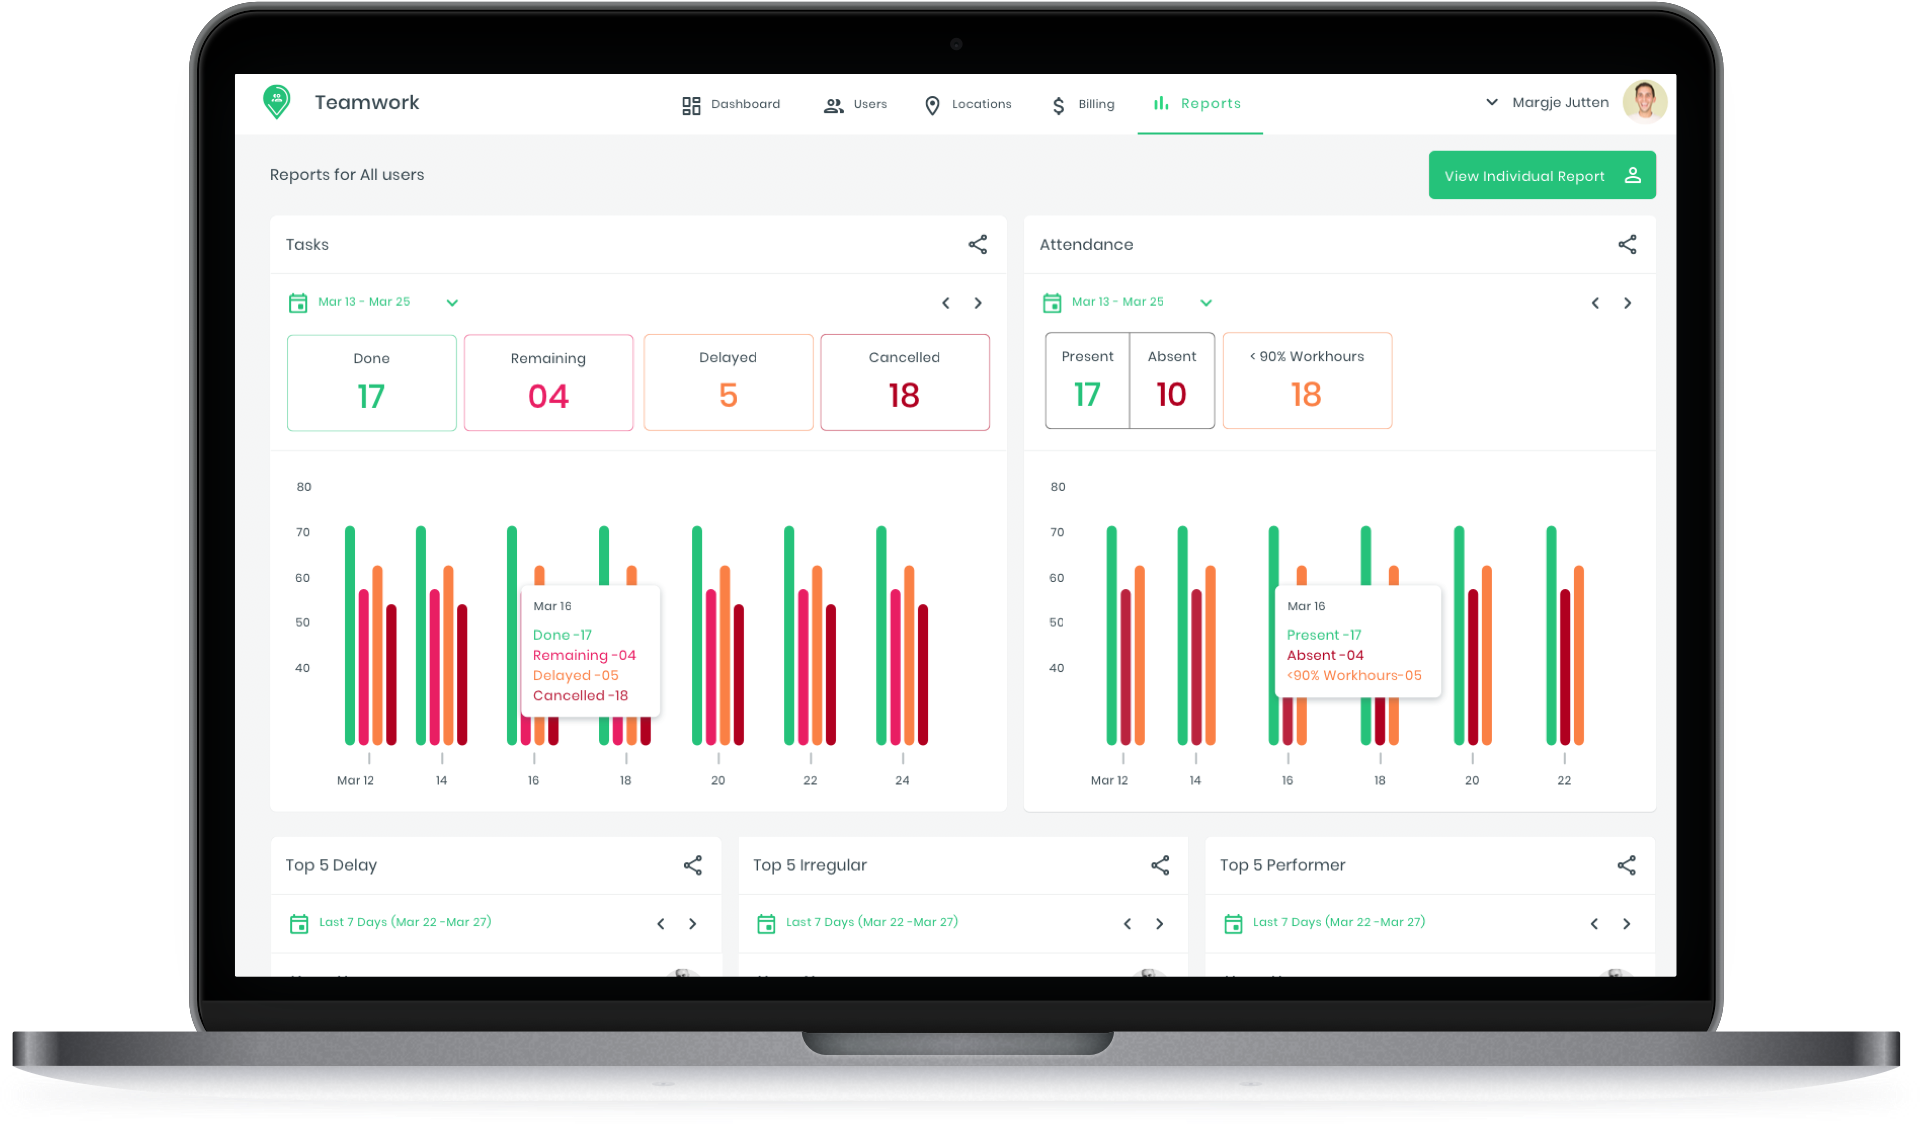 Teamwork
Dashboard
Users
Locations
Billing
Reports
Margje Jutten
Reports for All users
View Individual Report
Tasks
Mar 13 - Mar 25
Done
17
Remaining
04
Delayed
5
Cancelled
18
80
70
60
50
40
Mar 16
Done -17
Remaining -04
Delayed -05
Cancelled -18
Mar 12
14
16
18
20
22
24
Attendance
Mar 13 - Mar 25
Present
17
Absent
10
< 90% Workhours
18
80
70
60
50
40
Mar 16
Present -17
Absent -04
<90% Workhours-05
Mar 12
14
16
18
20
22
Top 5 Delay
Last 7 Days (Mar 22 -Mar 27)
Top 5 Irregular
Last 7 Days (Mar 22 -Mar 27)
Top 5 Performer
Last 7 Days (Mar 22 -Mar 27)